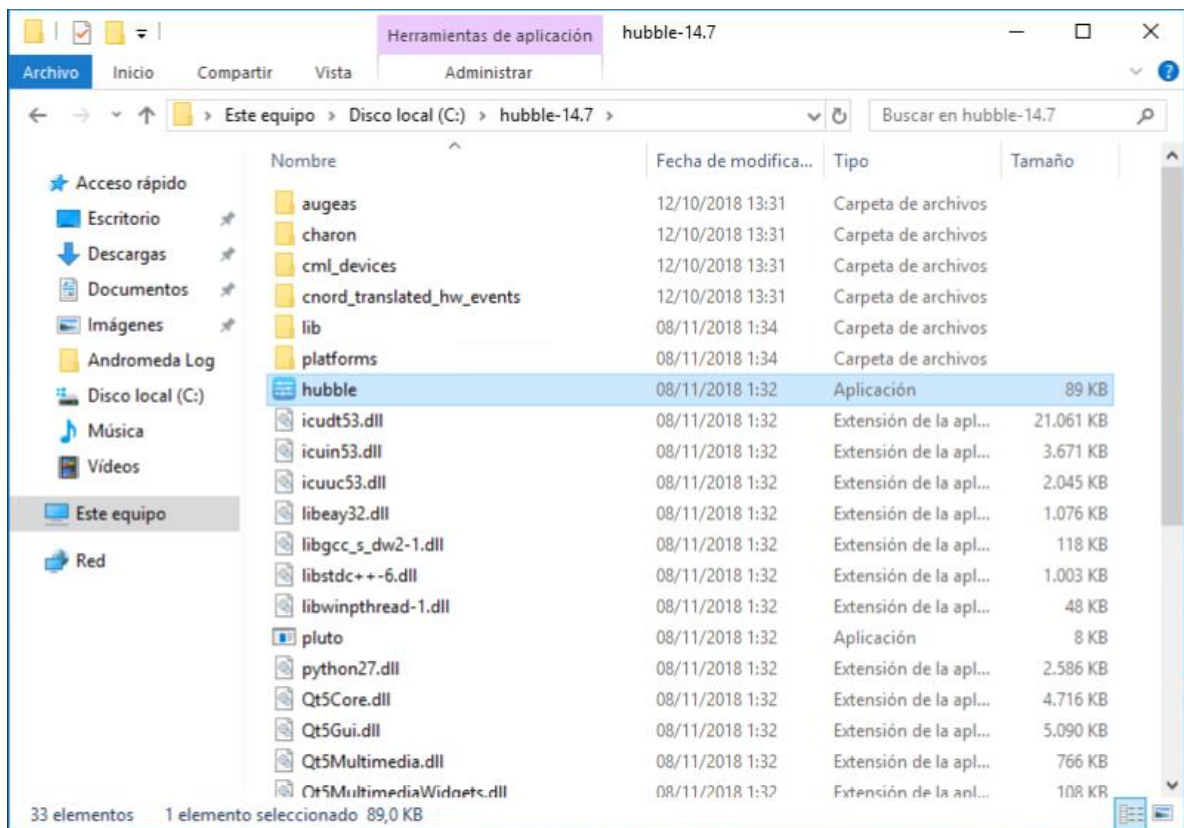 Herramientas de aplicación hubble-14.7
Archivo Inicio Compartir Vista Administrar
Este equipo > Disco local (C:) > hubble-14.7 > Buscar en hubble-14.7
Nombre Fecha de modifica... Tipo Tamaño
Acceso rápido
Escritorio
Descargas
Documentos
Imágenes
Andromeda Log
Disco local (C:)
Música
Vídeos
Este equipo
Red
augeas 12/10/2018 13:31 Carpeta de archivos
charon 12/10/2018 13:31 Carpeta de archivos
cml_devices 12/10/2018 13:31 Carpeta de archivos
cnord_translated_hw_events 12/10/2018 13:31 Carpeta de archivos
lib 08/11/2018 1:34 Carpeta de archivos
platforms 08/11/2018 1:34 Carpeta de archivos
hubble 08/11/2018 1:32 Aplicación 89 KB
icudt53.dll 08/11/2018 1:32 Extensión de la apl... 21.061 KB
icuin53.dll 08/11/2018 1:32 Extensión de la apl... 3.671 KB
icuuc53.dll 08/11/2018 1:32 Extensión de la apl... 2.045 KB
libeay32.dll 08/11/2018 1:32 Extensión de la apl... 1.076 KB
libgcc_s_dw2-1.dll 08/11/2018 1:32 Extensión de la apl... 118 KB
libstdc++-6.dll 08/11/2018 1:32 Extensión de la apl... 1.003 KB
libwinpthread-1.dll 08/11/2018 1:32 Extensión de la apl... 48 KB
pluto 08/11/2018 1:32 Aplicación 8 KB
python27.dll 08/11/2018 1:32 Extensión de la apl... 2.586 KB
Qt5Core.dll 08/11/2018 1:32 Extensión de la apl... 4.716 KB
Qt5Gui.dll 08/11/2018 1:32 Extensión de la apl... 5.090 KB
Qt5Multimedia.dll 08/11/2018 1:32 Extensión de la apl... 766 KB
Qt5MultimediaWidgets.dll 08/11/2018 1:32 Extensión de la apl... 108 KB
33 elementos 1 elemento seleccionado 89,0 KB